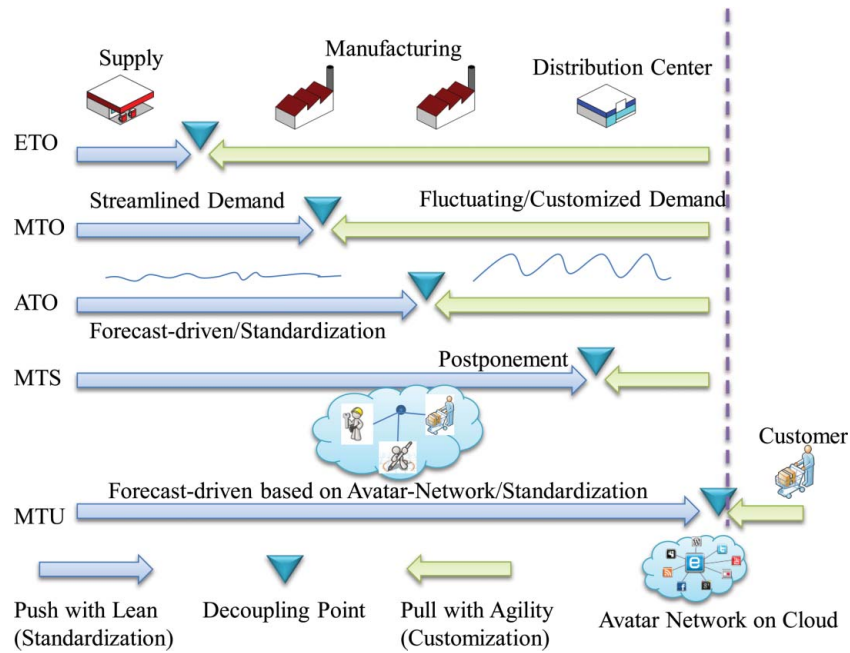 Supply
Manufacturing
Distribution Center
ETO
Streamlined Demand
Fluctuating/Customized Demand
MTO
ATO
Forecast-driven/Standardization
Postponement
MTS
Customer
Forecast-driven based on Avatar-Network/Standardization
MTU
Push with Lean
(Standardization)
Decoupling Point
Pull with Agility
(Customization)
Avatar Network on Cloud